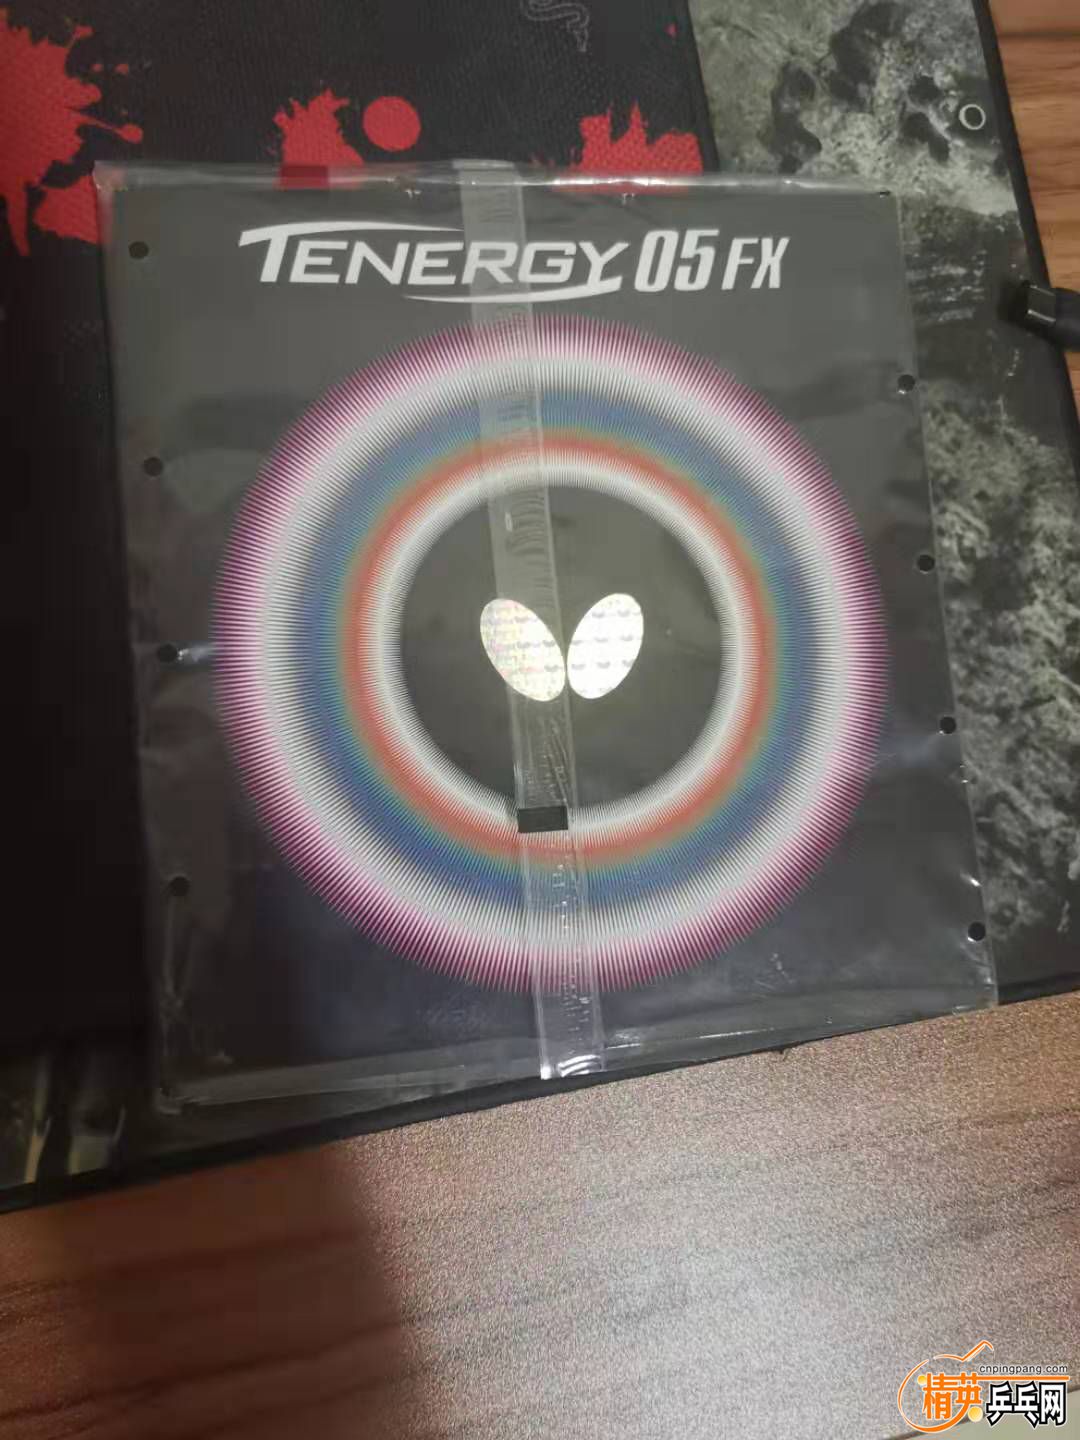 TENERGY 05 FX
cnpingpang.com
精英乒乓网